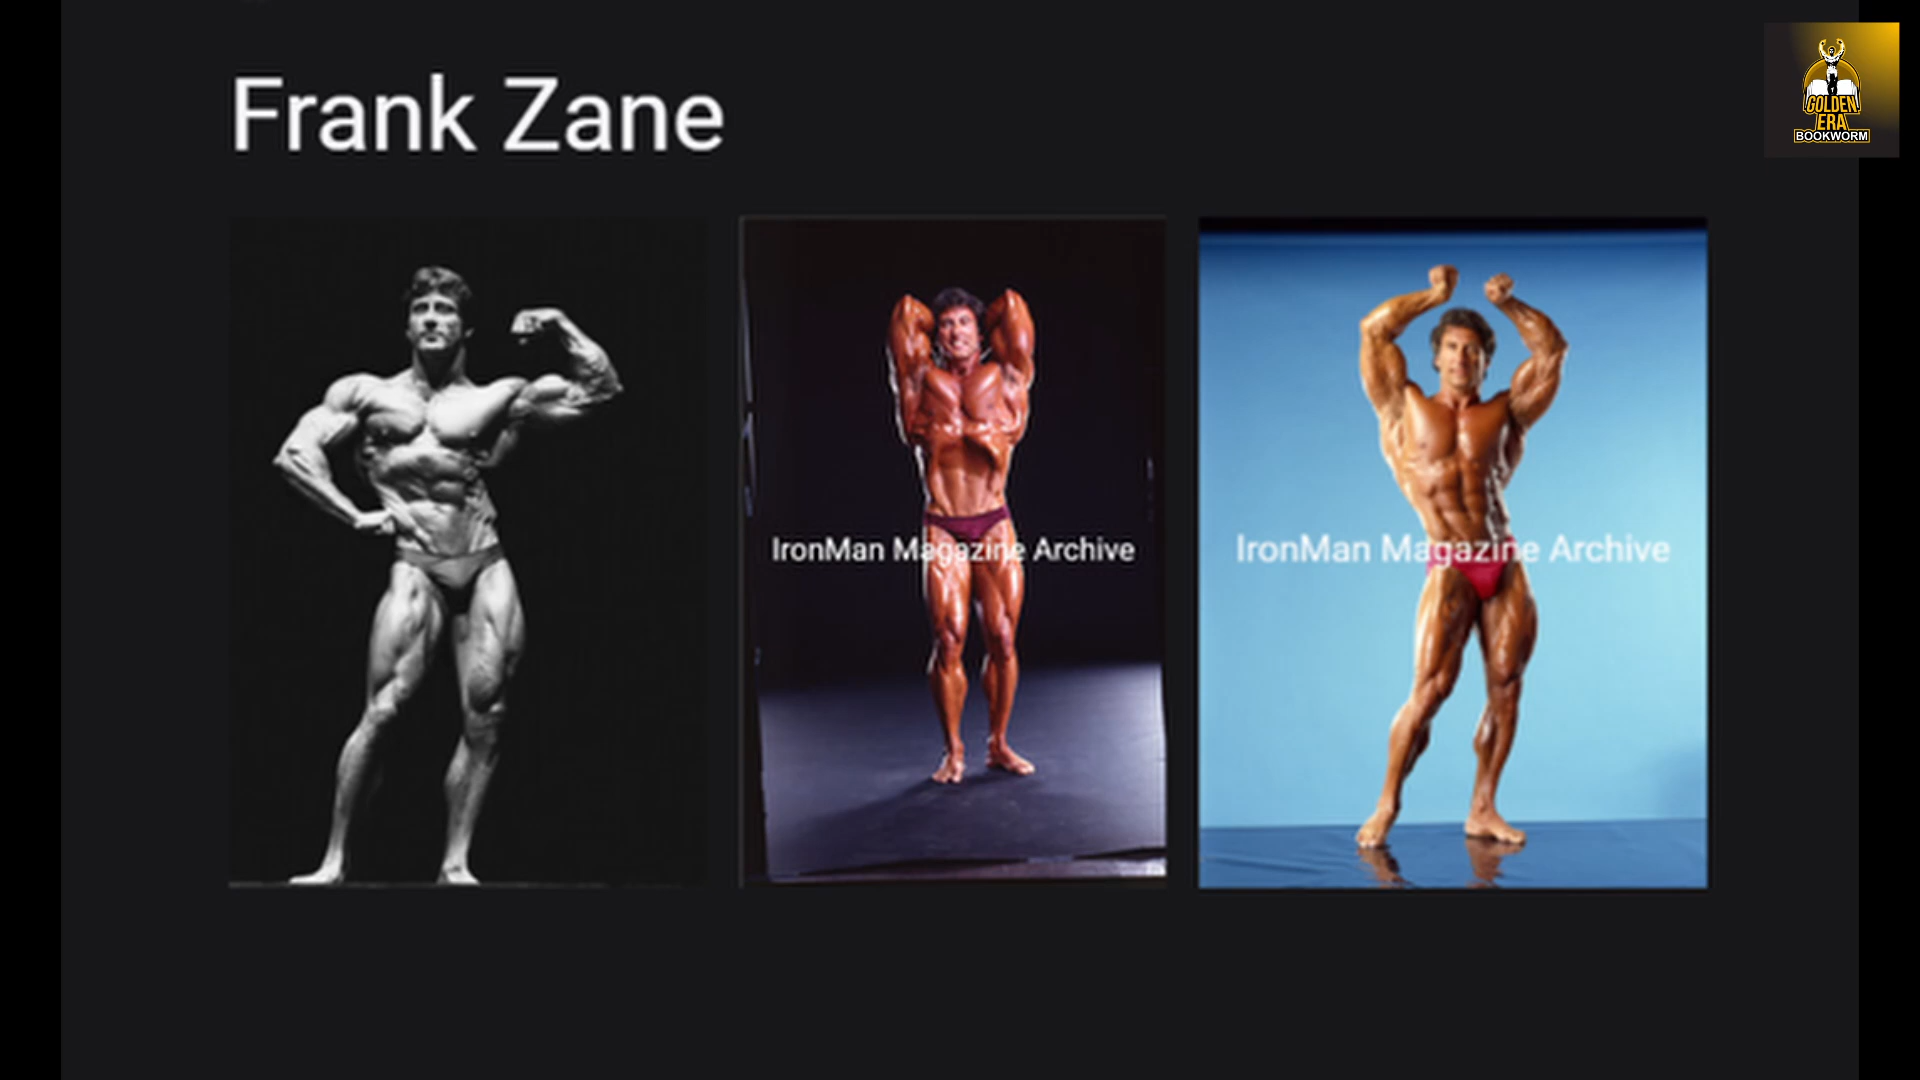 Frank Zane
GOLDEN
ERA
BOOKWORM
IronMan Magazine Archive
IronMan Magazine Archive